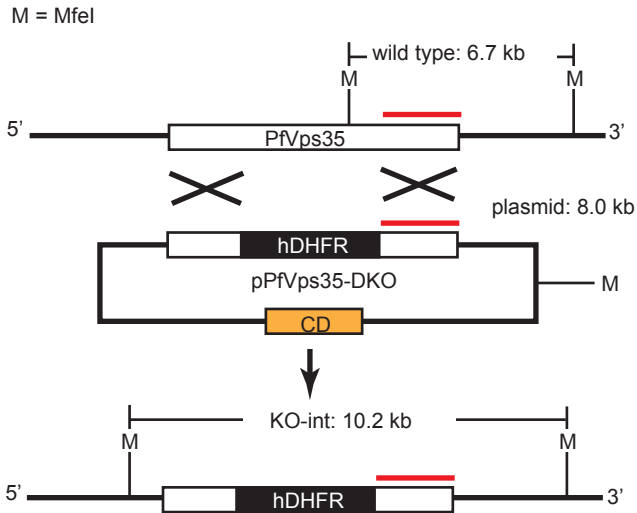 M = MfeI
wild type: 6.7 kb
M
M
5’
PfVps35
3’
plasmid: 8.0 kb
hDHFR
pPfVps35-DKO
M
CD
KO-int: 10.2 kb
M
M
5’
hDHFR
3’